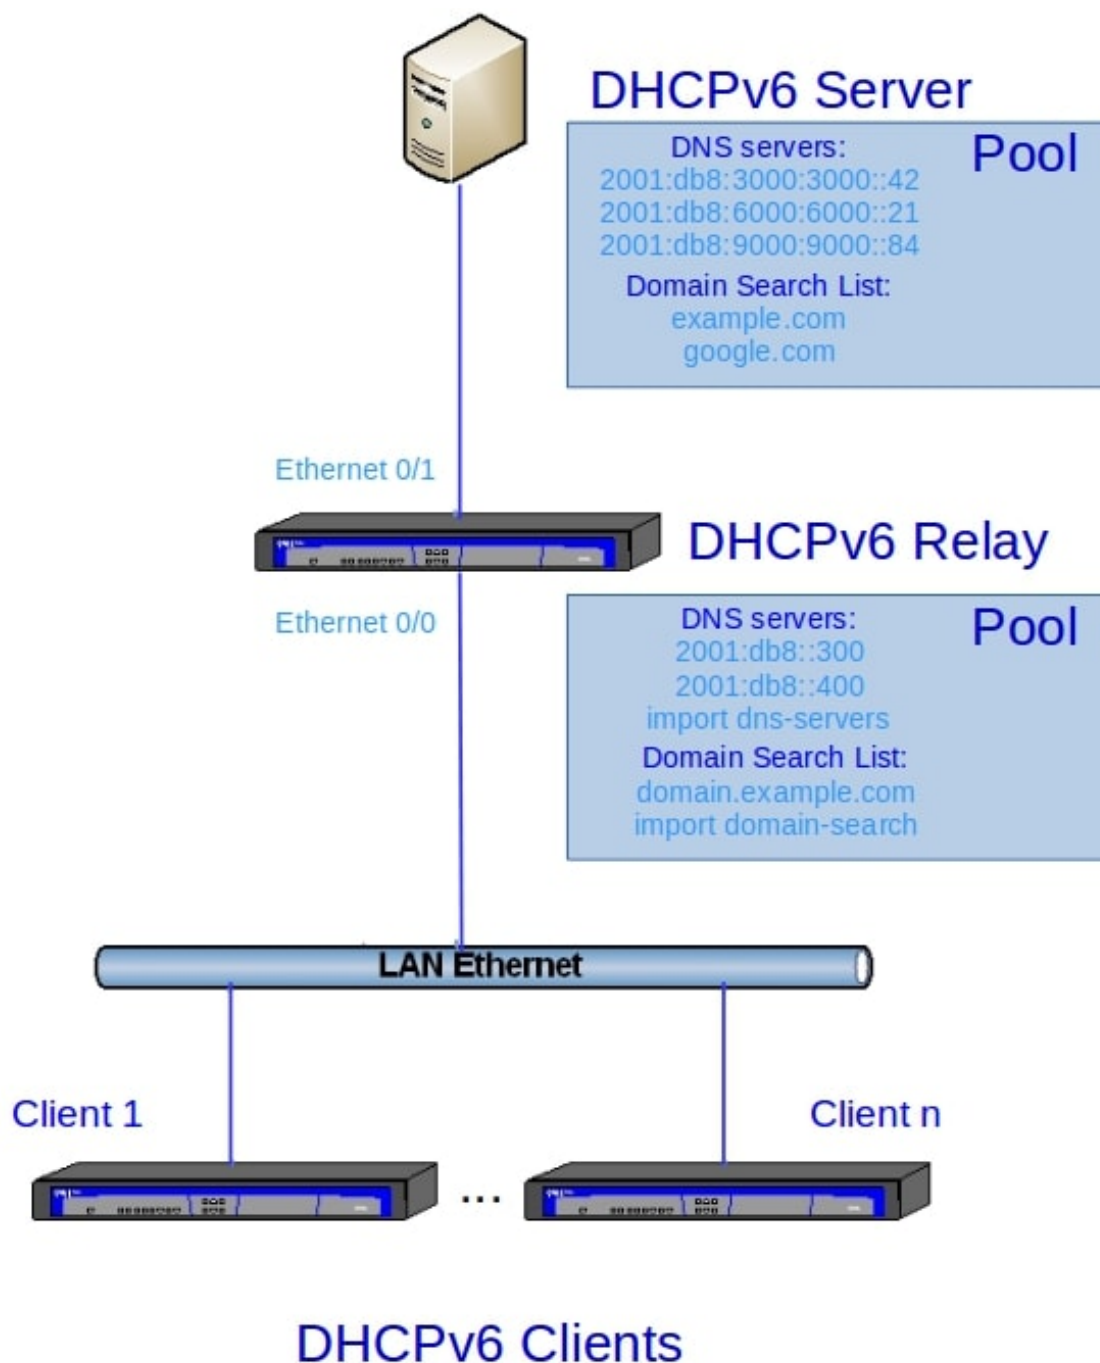 DHCPv6 Server
Pool
DNS servers:
2001:db8:3000:3000::42
2001:db8:6000:6000::21
2001:db8:9000:9000::84
Domain Search List:
example.com
google.com
Ethernet 0/1
DHCPv6 Relay
Ethernet 0/0
Pool
DNS servers:
2001:db8::300
2001:db8::400
import dns-servers
Domain Search List:
domain.example.com
import domain-search
LAN Ethernet
Client 1
Client n
...
DHCPv6 Clients